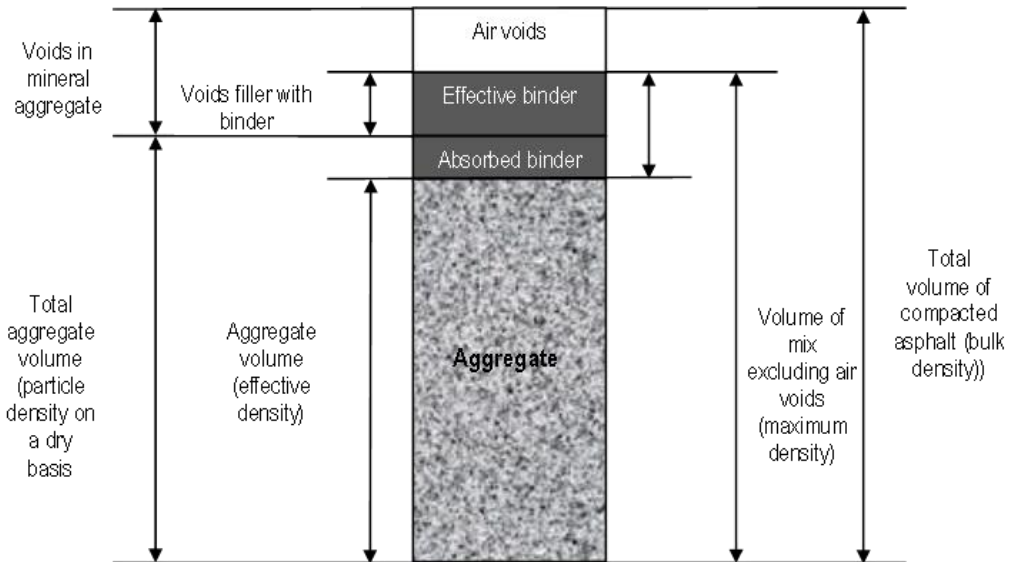 Air voids
Voids in
mineral
aggregate
Voids filler with
binder
Effective binder
Absorbed binder
Total
aggregate
volume
(particle
density on
a dry
basis
Aggregate
volume
(effective
density)
Aggregate
Volume of
mix
excluding air
voids
(maximum
density)
Total
volume of
compacted
asphalt (bulk
density))